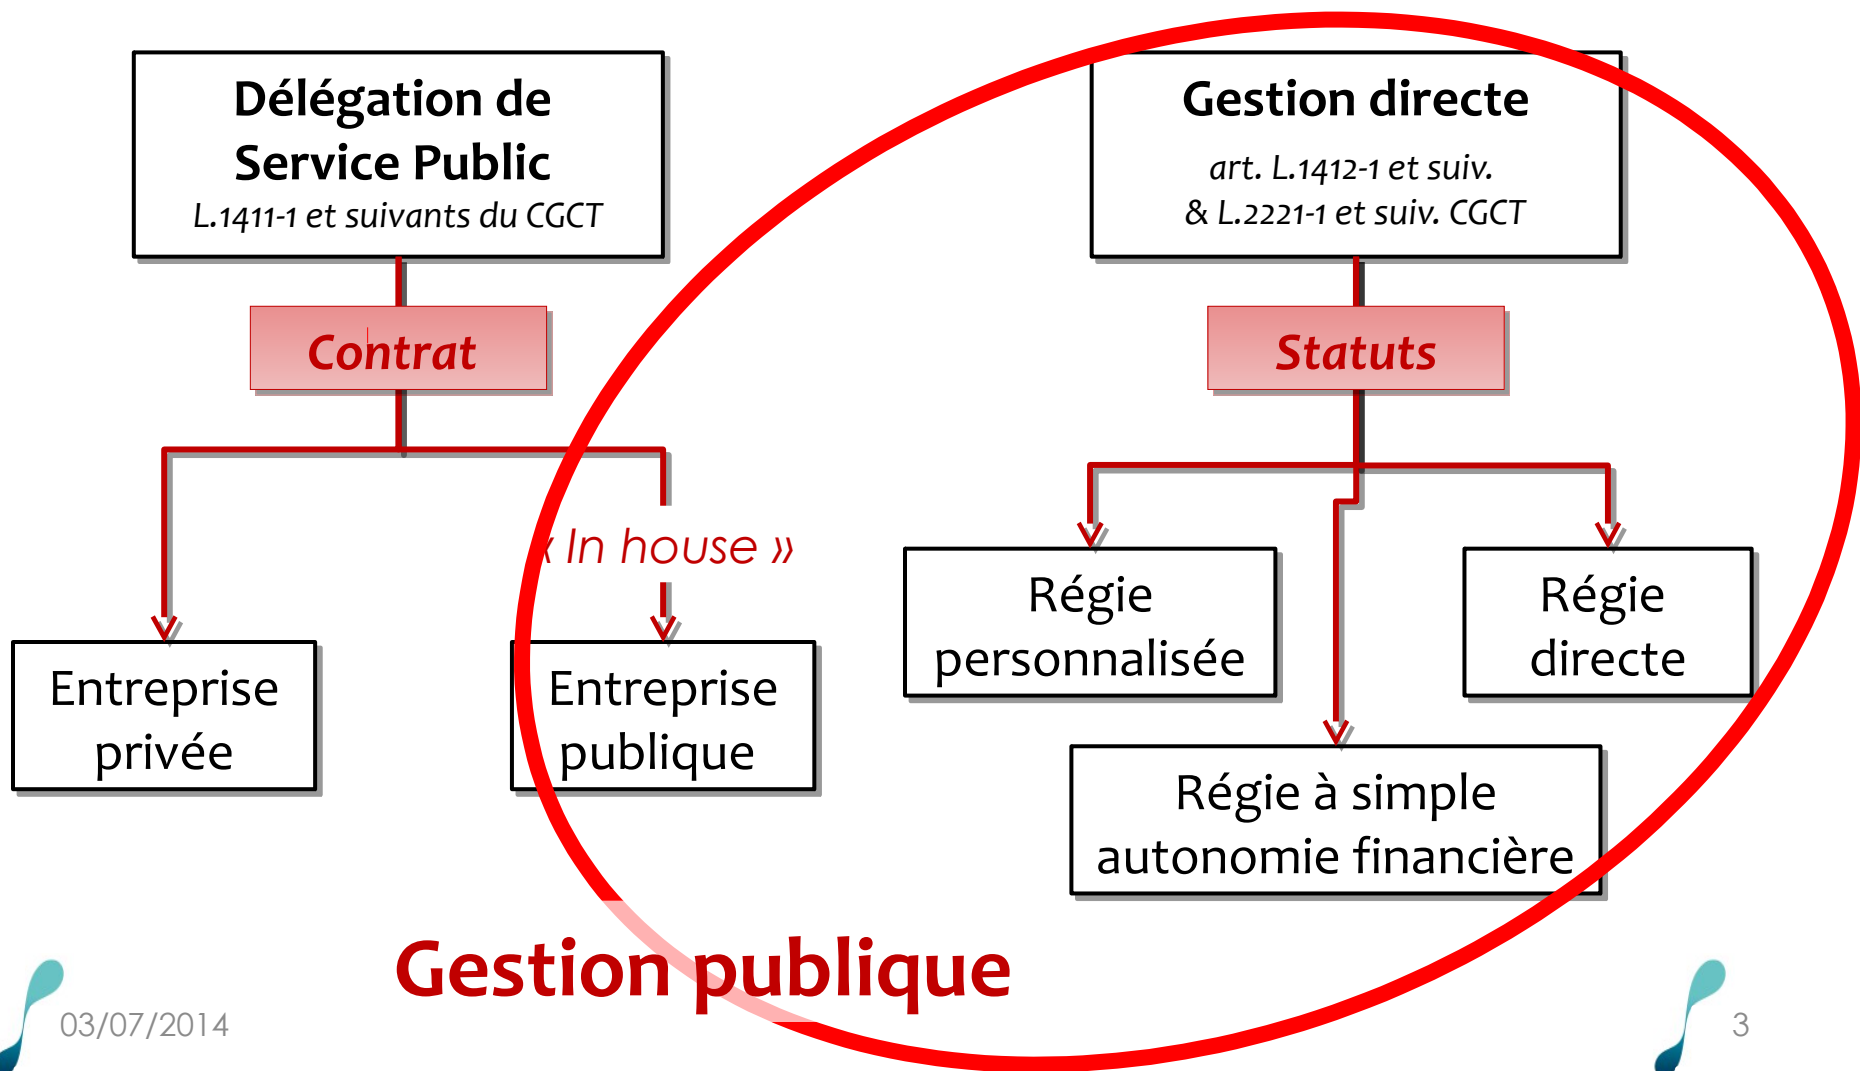 Délégation de
Service Public
L.1411-1 et suivants du CGCT
Contrat
« In house »
Entreprise
privée
Entreprise
publique
Gestion directe
art. L.1412-1 et suiv.
& L.2221-1 et suiv. CGCT
Statuts
Régie
personnalisée
Régie
directe
Régie à simple
autonomie financière
Gestion publique
03/07/2014
3